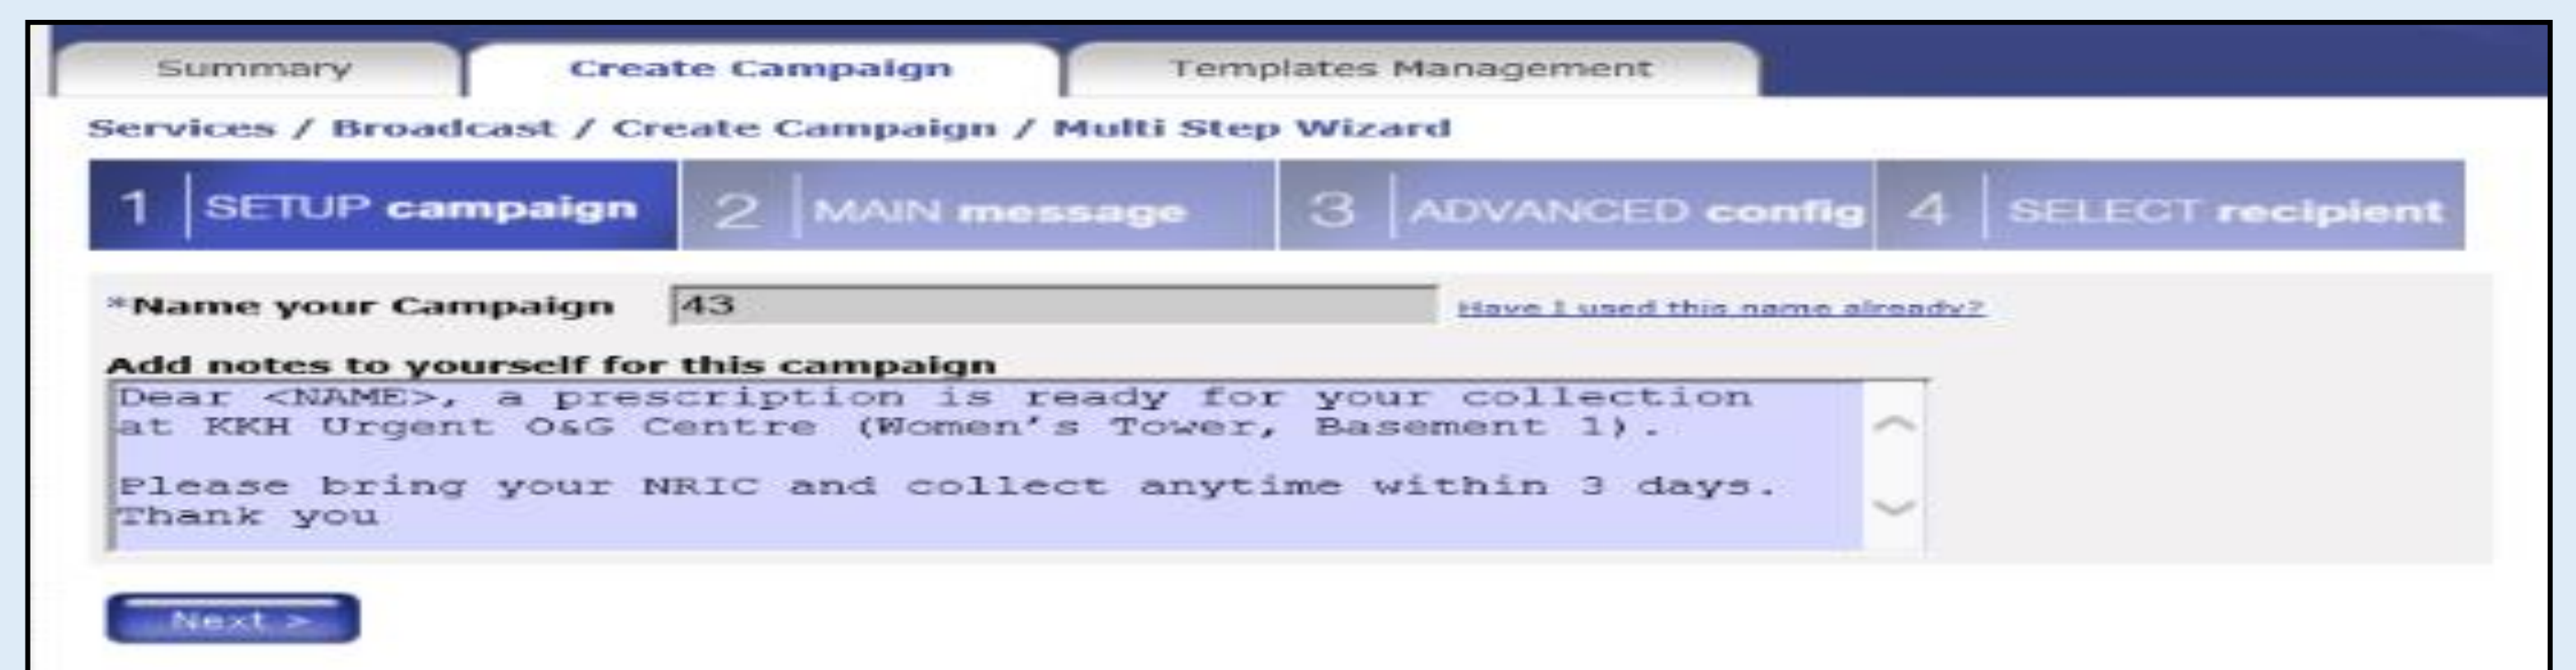 Summary Create Campaign Templates Management
Services / Broadcast / Create Campaign / Multi Step Wizard
1 SETUP campaign 2 MAIN message 3 ADVANCED config 4 SELECT recipient
*Name your Campaign 43 Have I used this name already?
Add notes to yourself for this campaign
Dear <NAME>, a prescription is ready for your collection
at KKH Urgent O&G Centre (Women's Tower, Basement 1).
Please bring your NRIC and collect anytime within 3 days.
Thank you
Next >